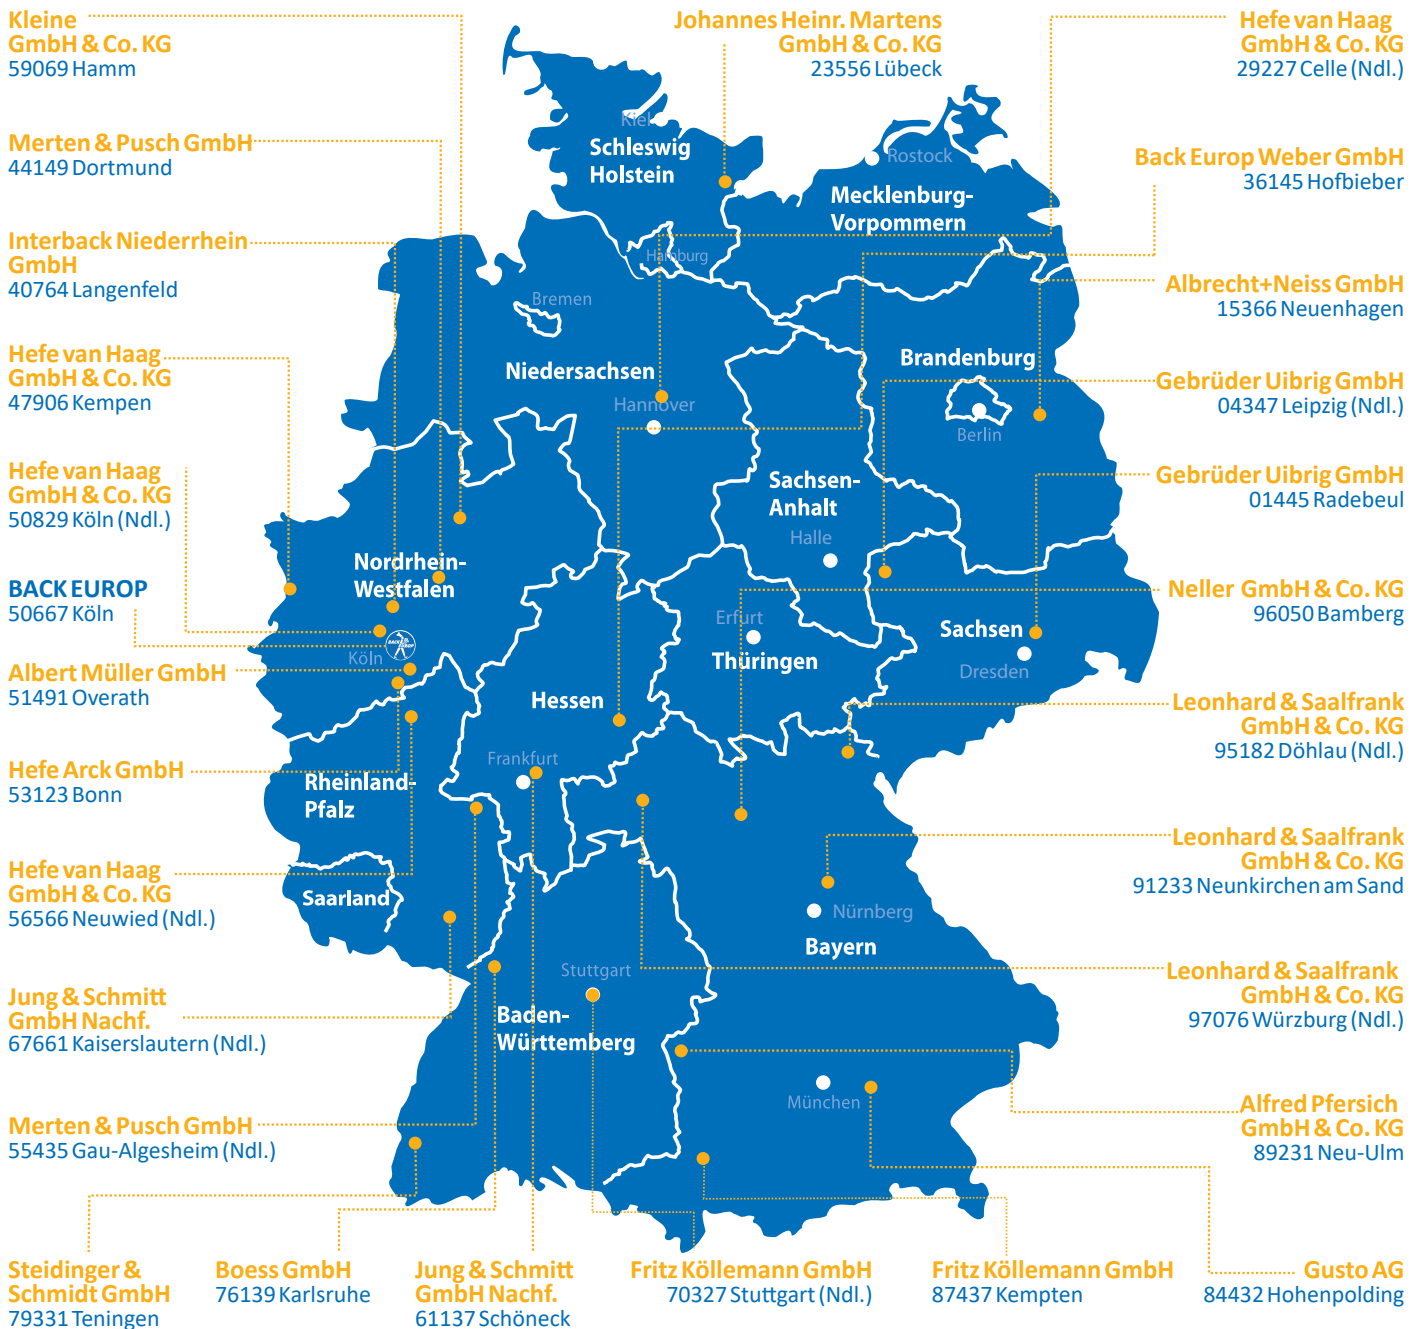 Kleine
GmbH & Co. KG
59069 Hamm
Johannes Heinr. Martens
GmbH & Co. KG
23556 Lübeck
Hefe van Haag
GmbH & Co. KG
29227 Celle (Ndl.)
Merten & Pusch GmbH
44149 Dortmund
Back Europ Weber GmbH
36145 Hofbieber
Interback Niederrhein
GmbH
40764 Langenfeld
Albrecht+Neiss GmbH
15366 Neuenhagen
Hefe van Haag
GmbH & Co. KG
47906 Kempen
Gebrüder Uibrig GmbH
04347 Leipzig (Ndl.)
Hefe van Haag
GmbH & Co. KG
50829 Köln (Ndl.)
Gebrüder Uibrig GmbH
01445 Radebeul
BACK EUROP
50667 Köln
Neller GmbH & Co. KG
96050 Bamberg
Albert Müller GmbH
51491 Overath
Leonhard & Saalfrank
GmbH & Co. KG
95182 Döhlau (Ndl.)
Hefe Arck GmbH
53123 Bonn
Leonhard & Saalfrank
GmbH & Co. KG
91233 Neunkirchen am Sand
Hefe van Haag
GmbH & Co. KG
56566 Neuwied (Ndl.)
Leonhard & Saalfrank
GmbH & Co. KG
97076 Würzburg (Ndl.)
Jung & Schmitt
GmbH Nachf.
67661 Kaiserslautern (Ndl.)
Alfred Pfersich
GmbH & Co. KG
89231 Neu-Ulm
Merten & Pusch GmbH
55435 Gau-Algesheim (Ndl.)
Steidinger &
Schmidt GmbH
79331 Teningen
Boess GmbH
76139 Karlsruhe
Jung & Schmitt
GmbH Nachf.
61137 Schöneck
Fritz Köllemann GmbH
70327 Stuttgart (Ndl.)
Fritz Köllemann GmbH
87437 Kempten
Gusto AG
84432 Hohenpolding
Kiel
Schleswig
Holstein
Rostock
Mecklenburg-
Vorpommern
Hamburg
Bremen
Niedersachsen
Hannover
Brandenburg
Berlin
Sachsen-
Anhalt
Halle
Nordrhein-
Westfalen
Köln
BACK
EUROP
Erfurt
Thüringen
Sachsen
Dresden
Hessen
Frankfurt
Rheinland-
Pfalz
Saarland
Nürnberg
Bayern
Stuttgart
Baden-
Württemberg
München